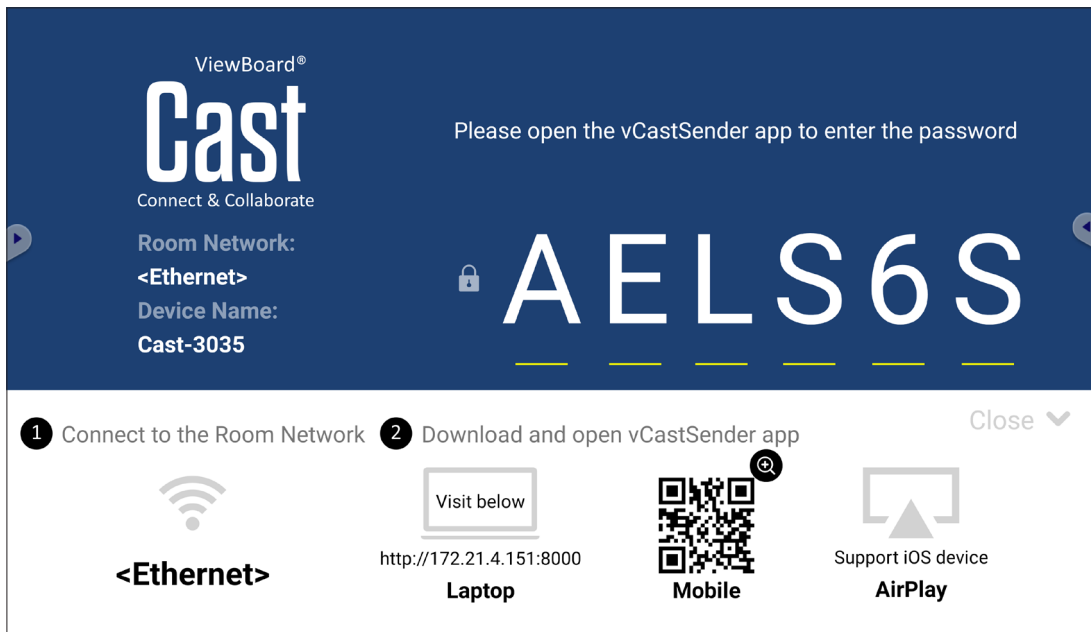 ViewBoard®
Cast
Connect & Collaborate
Room Network:
<Ethernet>
Device Name:
Cast-3035
Please open the vCastSender app to enter the password
AELS6S
Close
1 Connect to the Room Network
<Ethernet>
2 Download and open vCastSender app
Visit below
http://172.21.4.151:8000
Laptop
Mobile
Support iOS device
AirPlay